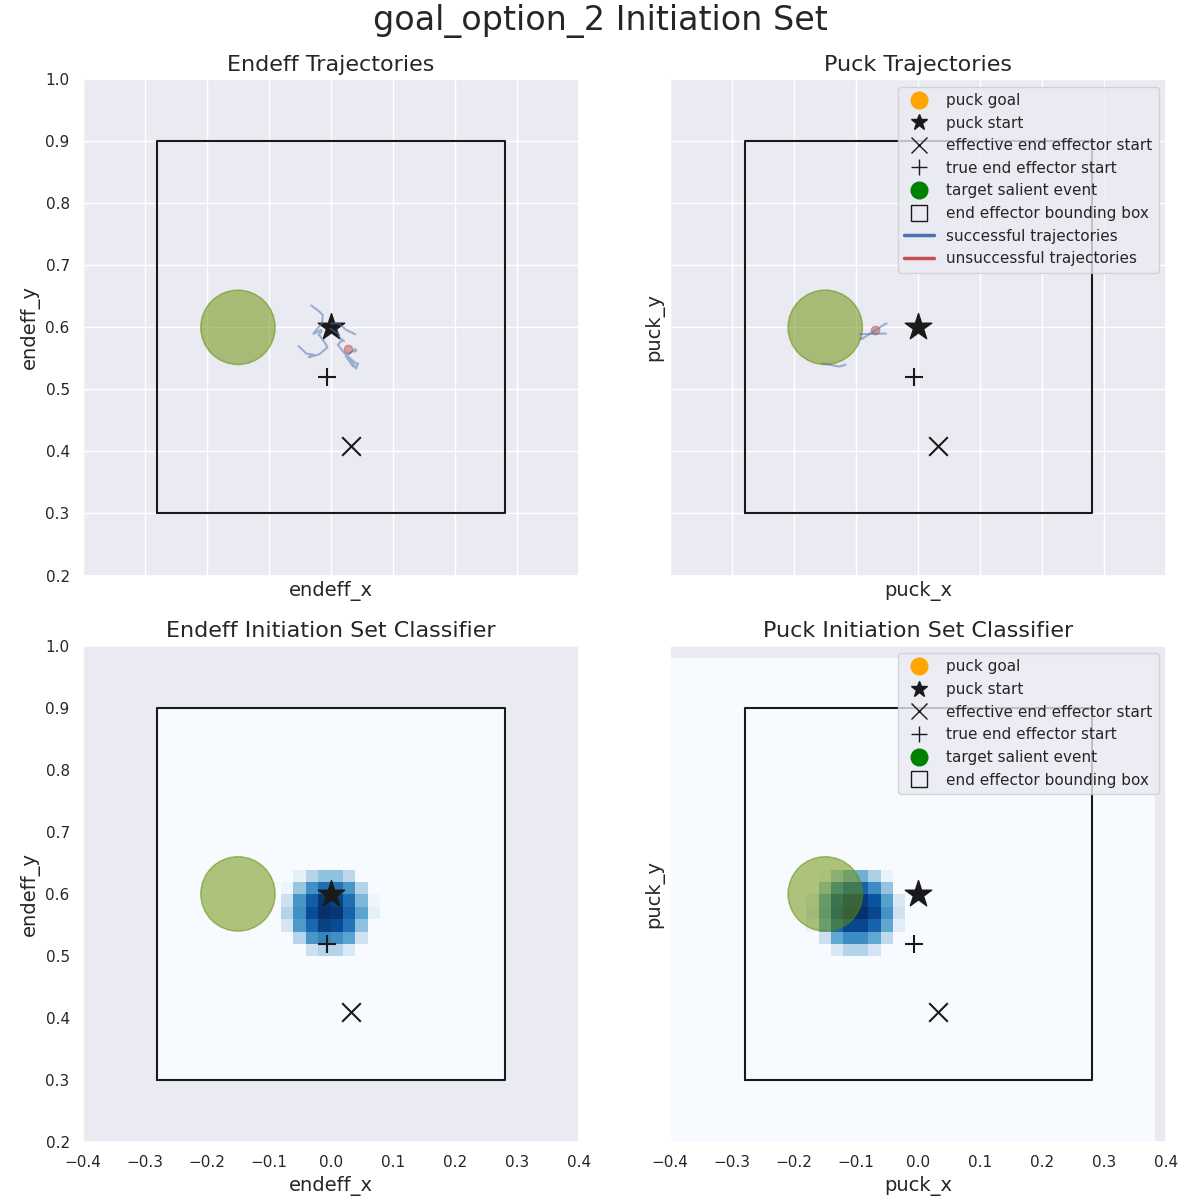 goal_option_2 Initiation Set
Endeff Trajectories
1.0
0.9
0.8
0.7
0.6
0.5
0.4
0.3
0.2
endeff_y
endeff_x
Puck Trajectories
puck goal
puck start
effective end effector start
true end effector start
target salient event
end effector bounding box
successful trajectories
unsuccessful trajectories
puck_y
puck_x
Endeff Initiation Set Classifier
1.0
0.9
0.8
0.7
0.6
0.5
0.4
0.3
0.2
endeff_y
−0.4 −0.3 −0.2 −0.1 0.0 0.1 0.2 0.3 0.4
endeff_x
Puck Initiation Set Classifier
puck goal
puck start
effective end effector start
true end effector start
target salient event
end effector bounding box
puck_y
−0.4 −0.3 −0.2 −0.1 0.0 0.1 0.2 0.3 0.4
puck_x